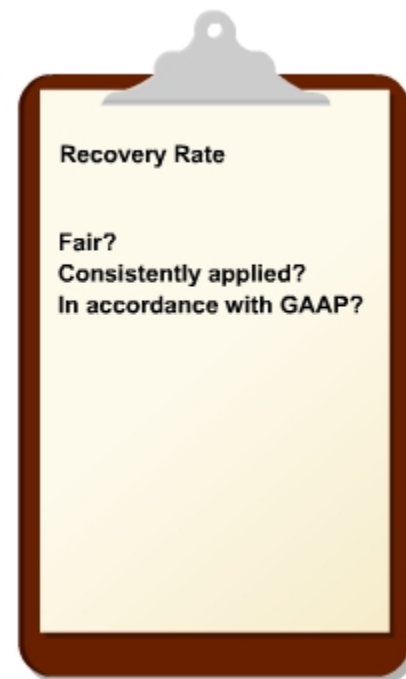 Recovery Rate
Fair?
Consistently applied?
In accordance with GAAP?